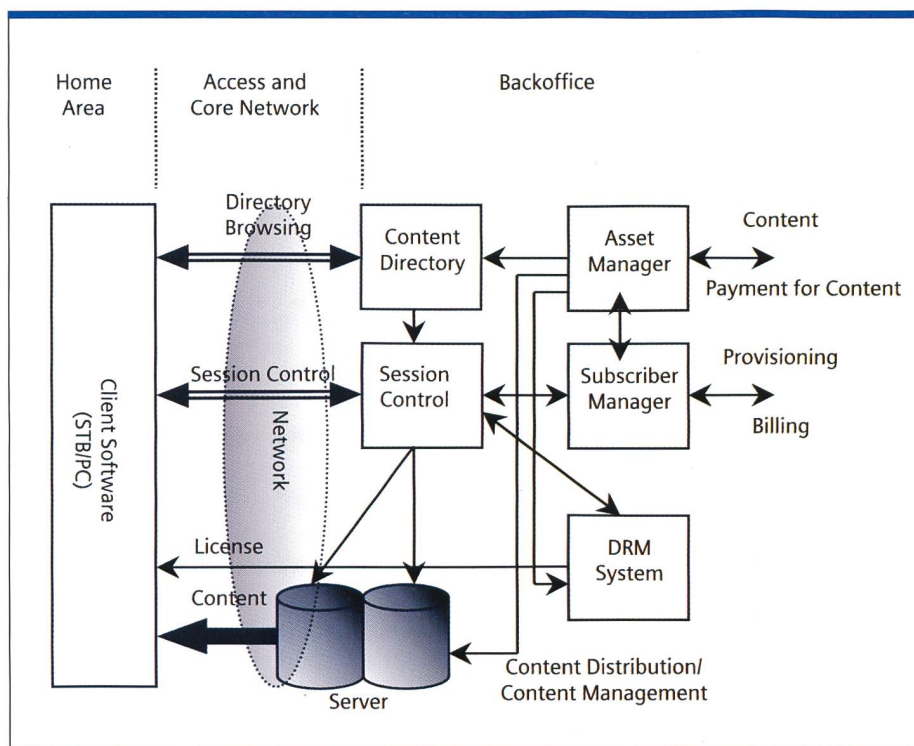 Home
Area
Access and
Core Network
Backoffice
Directory
Browsing
Content
Directory
Asset
Manager
Content
Payment for Content
Session Control
Session
Control
Subscriber
Manager
Provisioning
Billing
Client Software
(STB/PC)
Network
License
DRM
System
Content
Server
Content Distribution/
Content Management